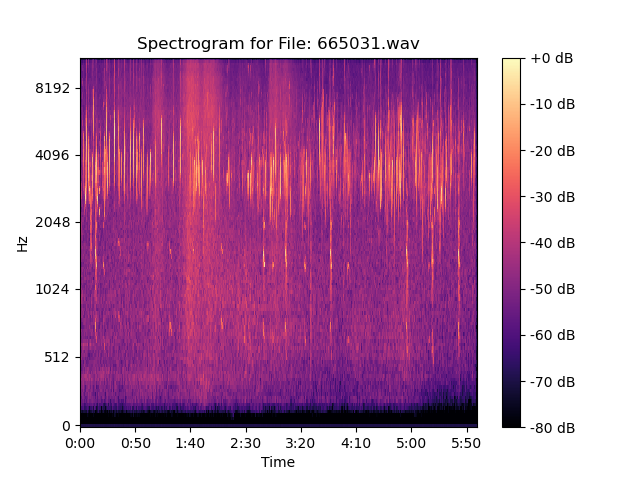 Spectrogram for File: 665031.wav
Hz
8192
4096
2048
1024
512
0
0:00 0:50 1:40 2:30 3:20 4:10 5:00 5:50
Time
+0 dB
-10 dB
-20 dB
-30 dB
-40 dB
-50 dB
-60 dB
-70 dB
-80 dB